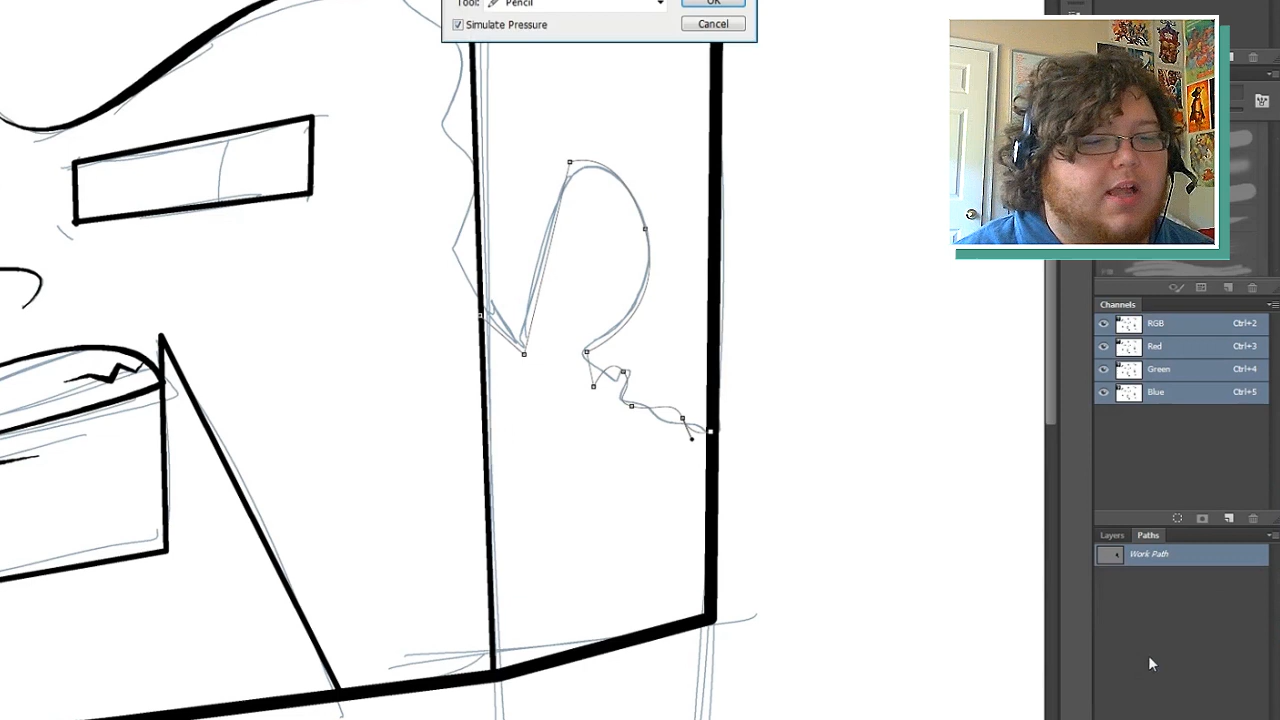 Tool: Pencil
OK
Simulate Pressure
Cancel
Channels
RGB Ctrl+2
Red Ctrl+3
Green Ctrl+4
Blue Ctrl+5
Layers Paths
Work Path